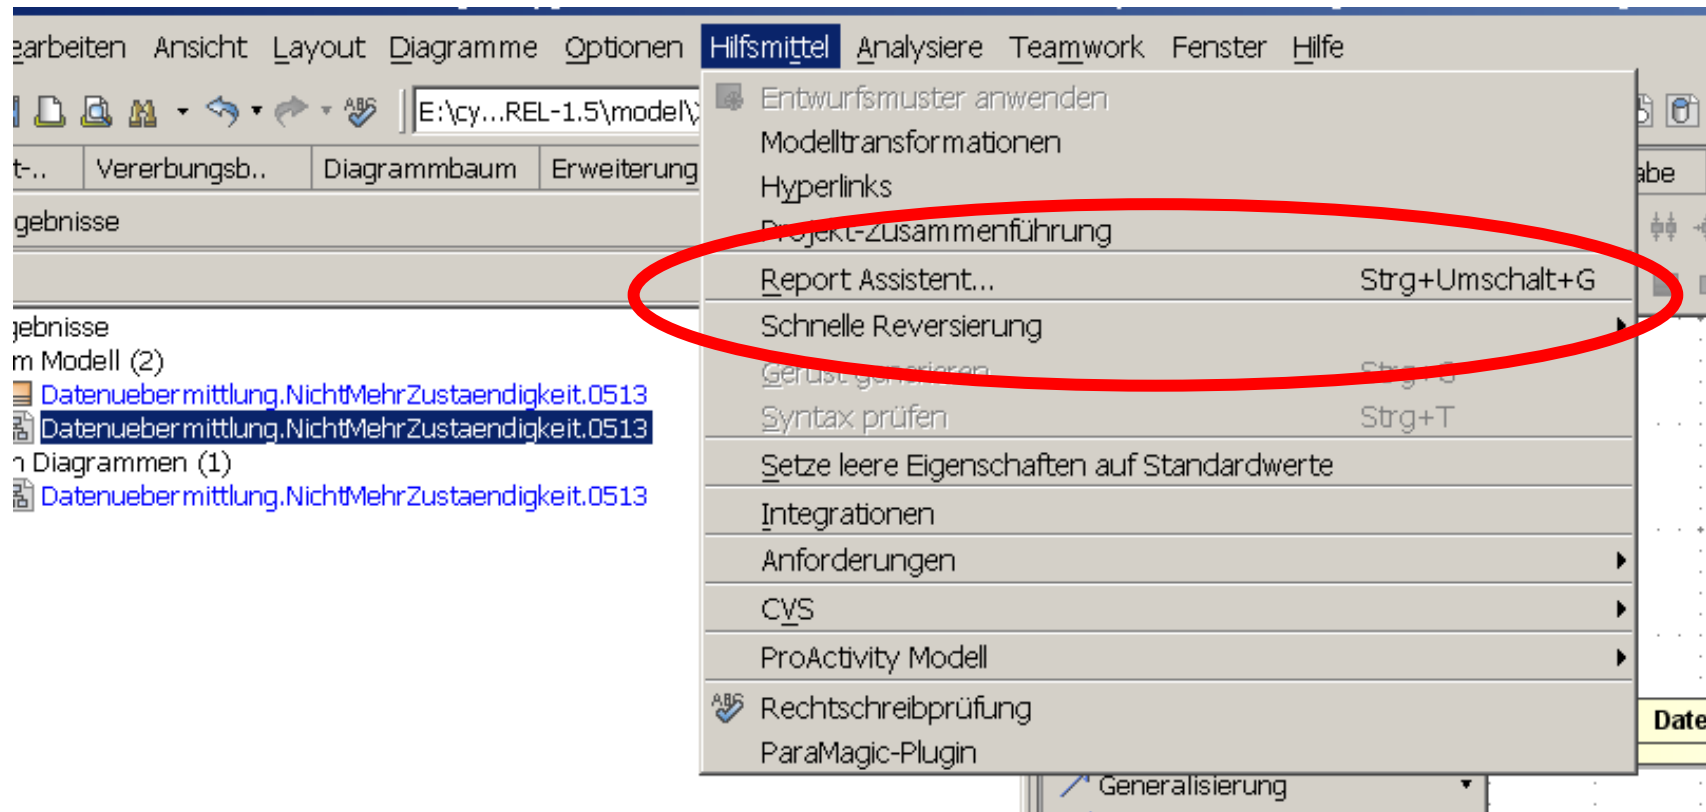 earbeiten Ansicht Layout Diagramme Optionen Hilfsmittel Analysiere Teamwork Fenster Hilfe
E:\cy...REL-1.5\model\
t-.. Vererbungsb.. Diagrammbaum Erweiterung
abe
gebnisse
gebnisse
m Modell (2)
Datenuebermittlung.NichtMehrZustaendigkeit.0513
Datenuebermittlung.NichtMehrZustaendigkeit.0513
n Diagrammen (1)
Datenuebermittlung.NichtMehrZustaendigkeit.0513
Entwurfsmuster anwenden
Modelltransformationen
Hyperlinks
Projekt-Zusammenführung
Report Assistent... Strg+Umschalt+G
Schnelle Reversierung
Gerüst generieren Strg+G
Syntax prüfen Strg+T
Setze leere Eigenschaften auf Standardwerte
Integrationen
Anforderungen
CVS
ProActivity Modell
Rechtschreibprüfung
ParaMagic-Plugin
Date
Generalisierung